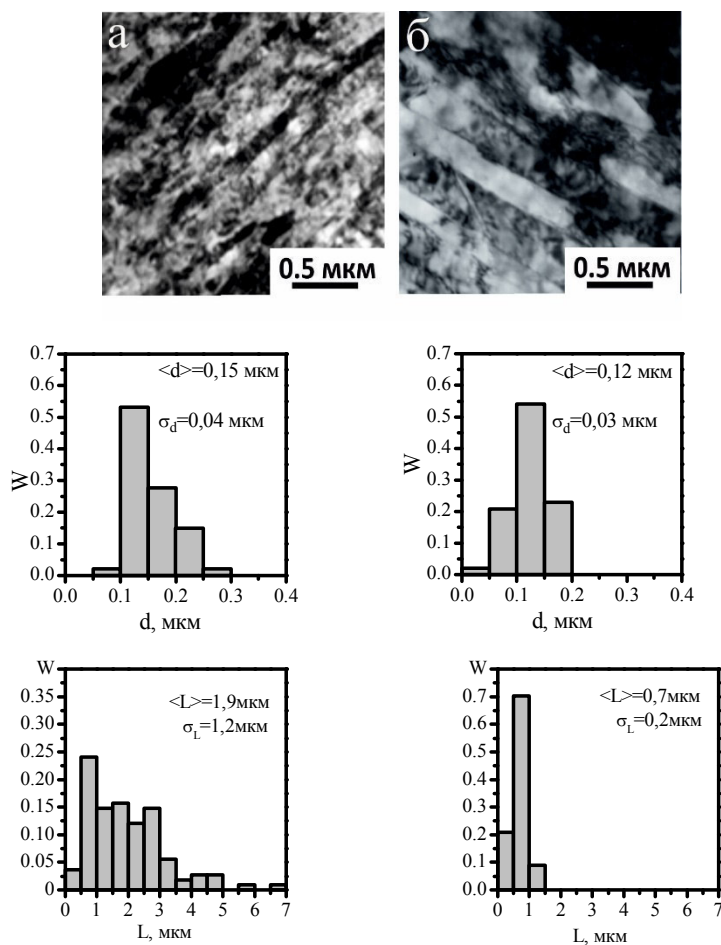 а
б
0.5 мкм
0.5 мкм
<d>=0,15 мкм
σd=0,04 мкм
W
0.7
0.6
0.5
0.4
0.3
0.2
0.1
0.0
0.0 0.1 0.2 0.3 0.4
d, мкм
<d>=0,12 мкм
σd=0,03 мкм
W
0.7
0.6
0.5
0.4
0.3
0.2
0.1
0.0
0.0 0.1 0.2 0.3 0.4
d, мкм
W
<L>=1,9мкм
σL=1,2мкм
0.35
0.30
0.25
0.20
0.15
0.10
0.05
0
0 1 2 3 4 5 6 7
L, мкм
W
<L>=0,7мкм
σL=0,2мкм
0.7
0.6
0.5
0.4
0.3
0.2
0.1
0.0
0 1 2 3 4 5 6 7
L, мкм